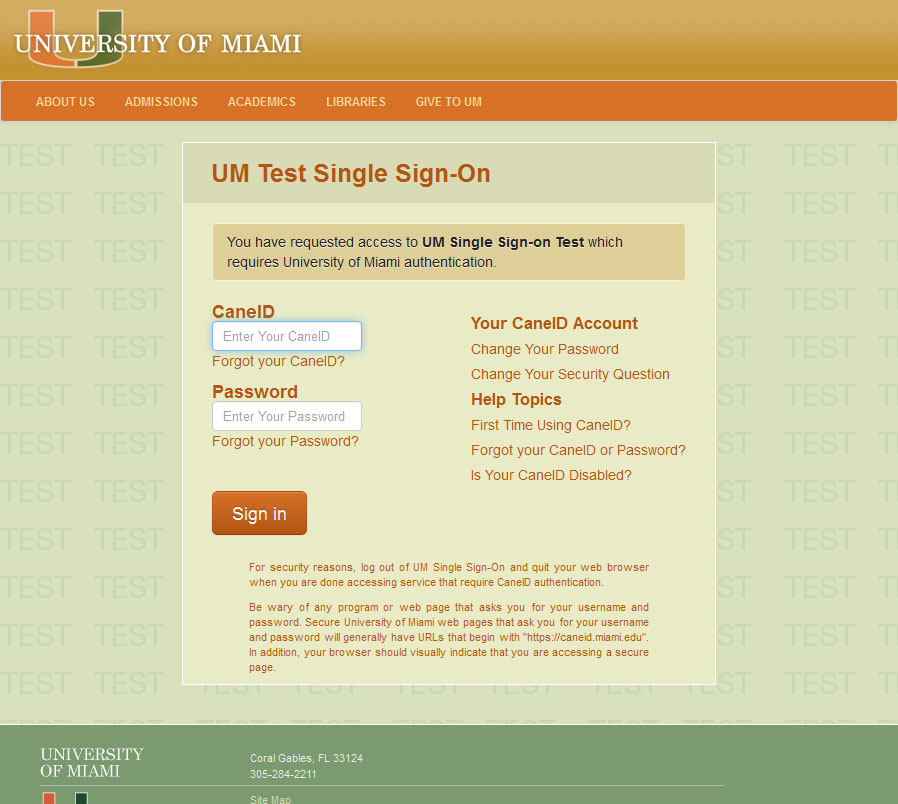 UNIVERSITY OF MIAMI
ABOUT US ADMISSIONS ACADEMICS LIBRARIES GIVE TO UM
TEST TEST TEST TEST TEST
UM Test Single Sign-On
You have requested access to UM Single Sign-on Test which
requires University of Miami authentication.
CaneID
Enter Your CaneID
Forgot your CaneID?
Password
Enter Your Password
Forgot your Password?
Sign in
Your CaneID Account
Change Your Password
Change Your Security Question
Help Topics
First Time Using CaneID?
Forgot your CaneID or Password?
Is Your CaneID Disabled?
For security reasons, log out of UM Single Sign-On and quit your web browser
when you are done accessing service that require CaneID authentication.
Be wary of any program or web page that asks you for your username and
password. Secure University of Miami web pages that ask you for your username
and password will generally have URLs that begin with "https://caneid.miami.edu".
In addition, your browser should visually indicate that you are accessing a secure
page.
UNIVERSITY
OF MIAMI
Coral Gables, FL 33124
305-284-2211
Site Map